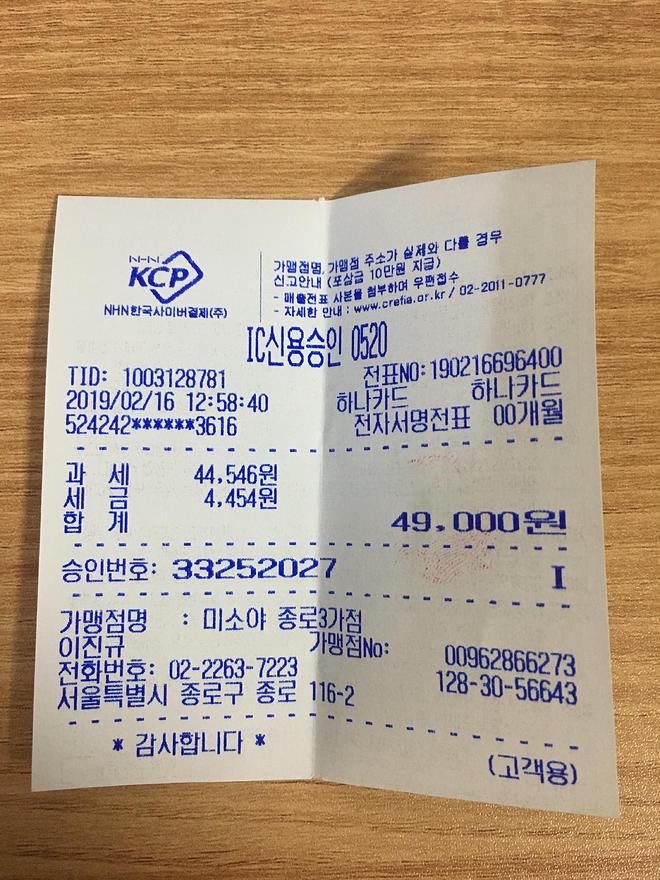 NHN
KCP
NHN한국사이버결제(주)
가맹점명, 가맹점 주소가 실제와 다를 경우
신고안내 (포상금 10만원 지급)
- 매출전표 사본을 첨부하여 우편접수
- 자세한 안내 : www.crefia.or.kr / 02-2011-0777
IC신용승인 0520
TID: 1003128781 전표NO:190216696400
2019/02/16 12:58:40 하나카드 하나카드
524242******3616 전자서명전표 00개월
과 세 44,546원
세 금 4,454원
합 계 49,000원
승인번호: 33252027 I
가맹점명 : 미소야 종로3가점
이진규 가맹점No: 00962866273
전화번호: 02-2263-7223 128-30-56643
서울특별시 종로구 종로 116-2
* 감사합니다 *
(고객용)